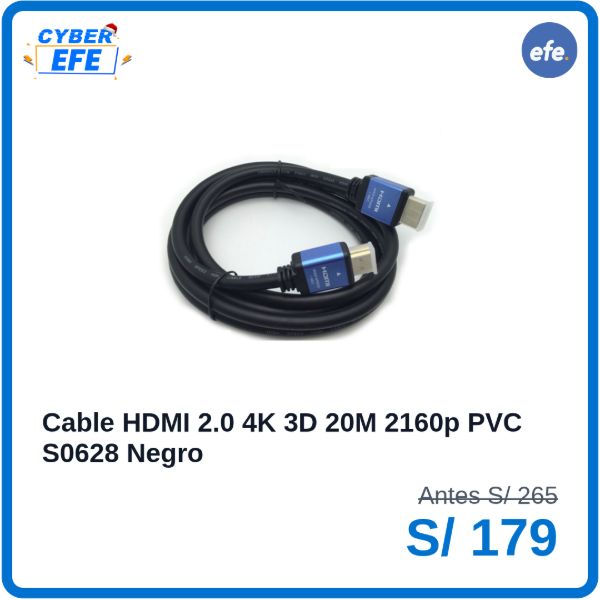 CYBER
EFE
efe.
Cable HDMI 2.0 4K 3D 20M 2160p PVC
S0628 Negro
Antes S/ 265
S/ 179